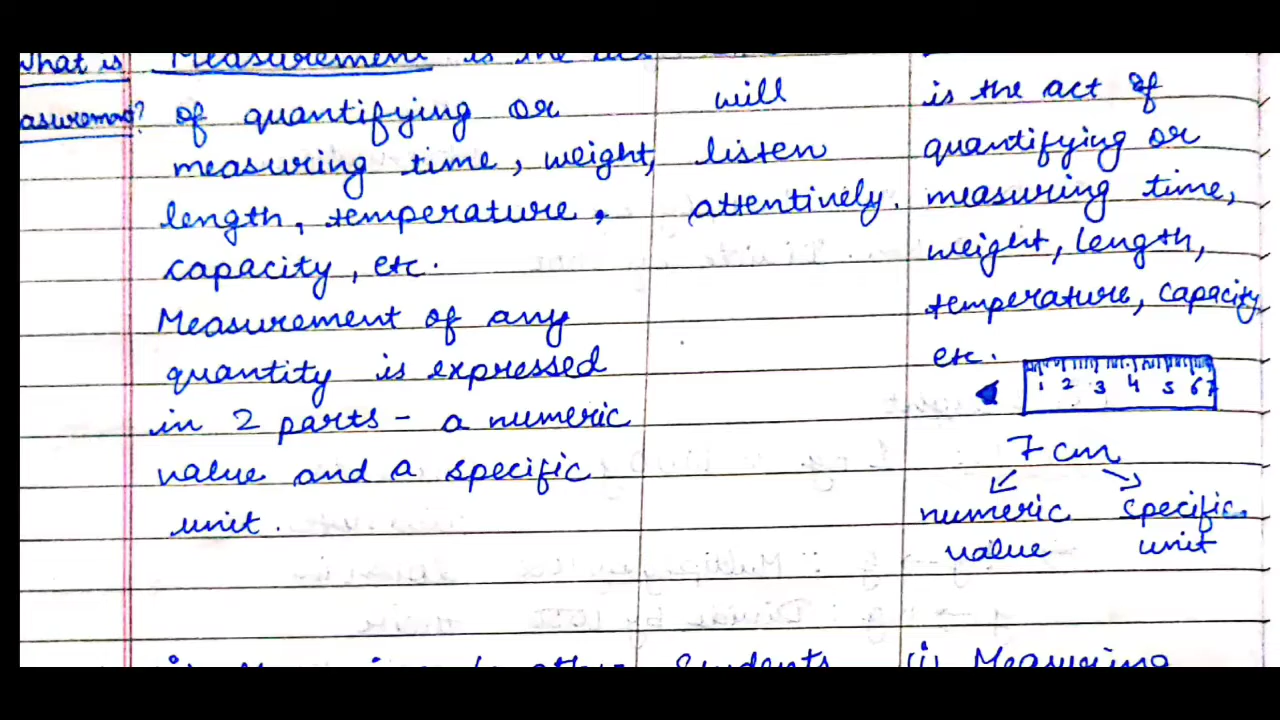 What is
asurement?
Measurement is the
of quantifying or
measuring time, weight,
length, temperature,
capacity, etc.
Measurement of any
quantity is expressed
in 2 parts - a numeric
value and a specific
unit.
will
listen
attentively.
is the act of
quantifying or
measuring time,
weight, length,
temperature, capacity
etc.
1 2 3 4 5 6 7
7 cm
numeric specific
value unit
Students
(i) Measuring